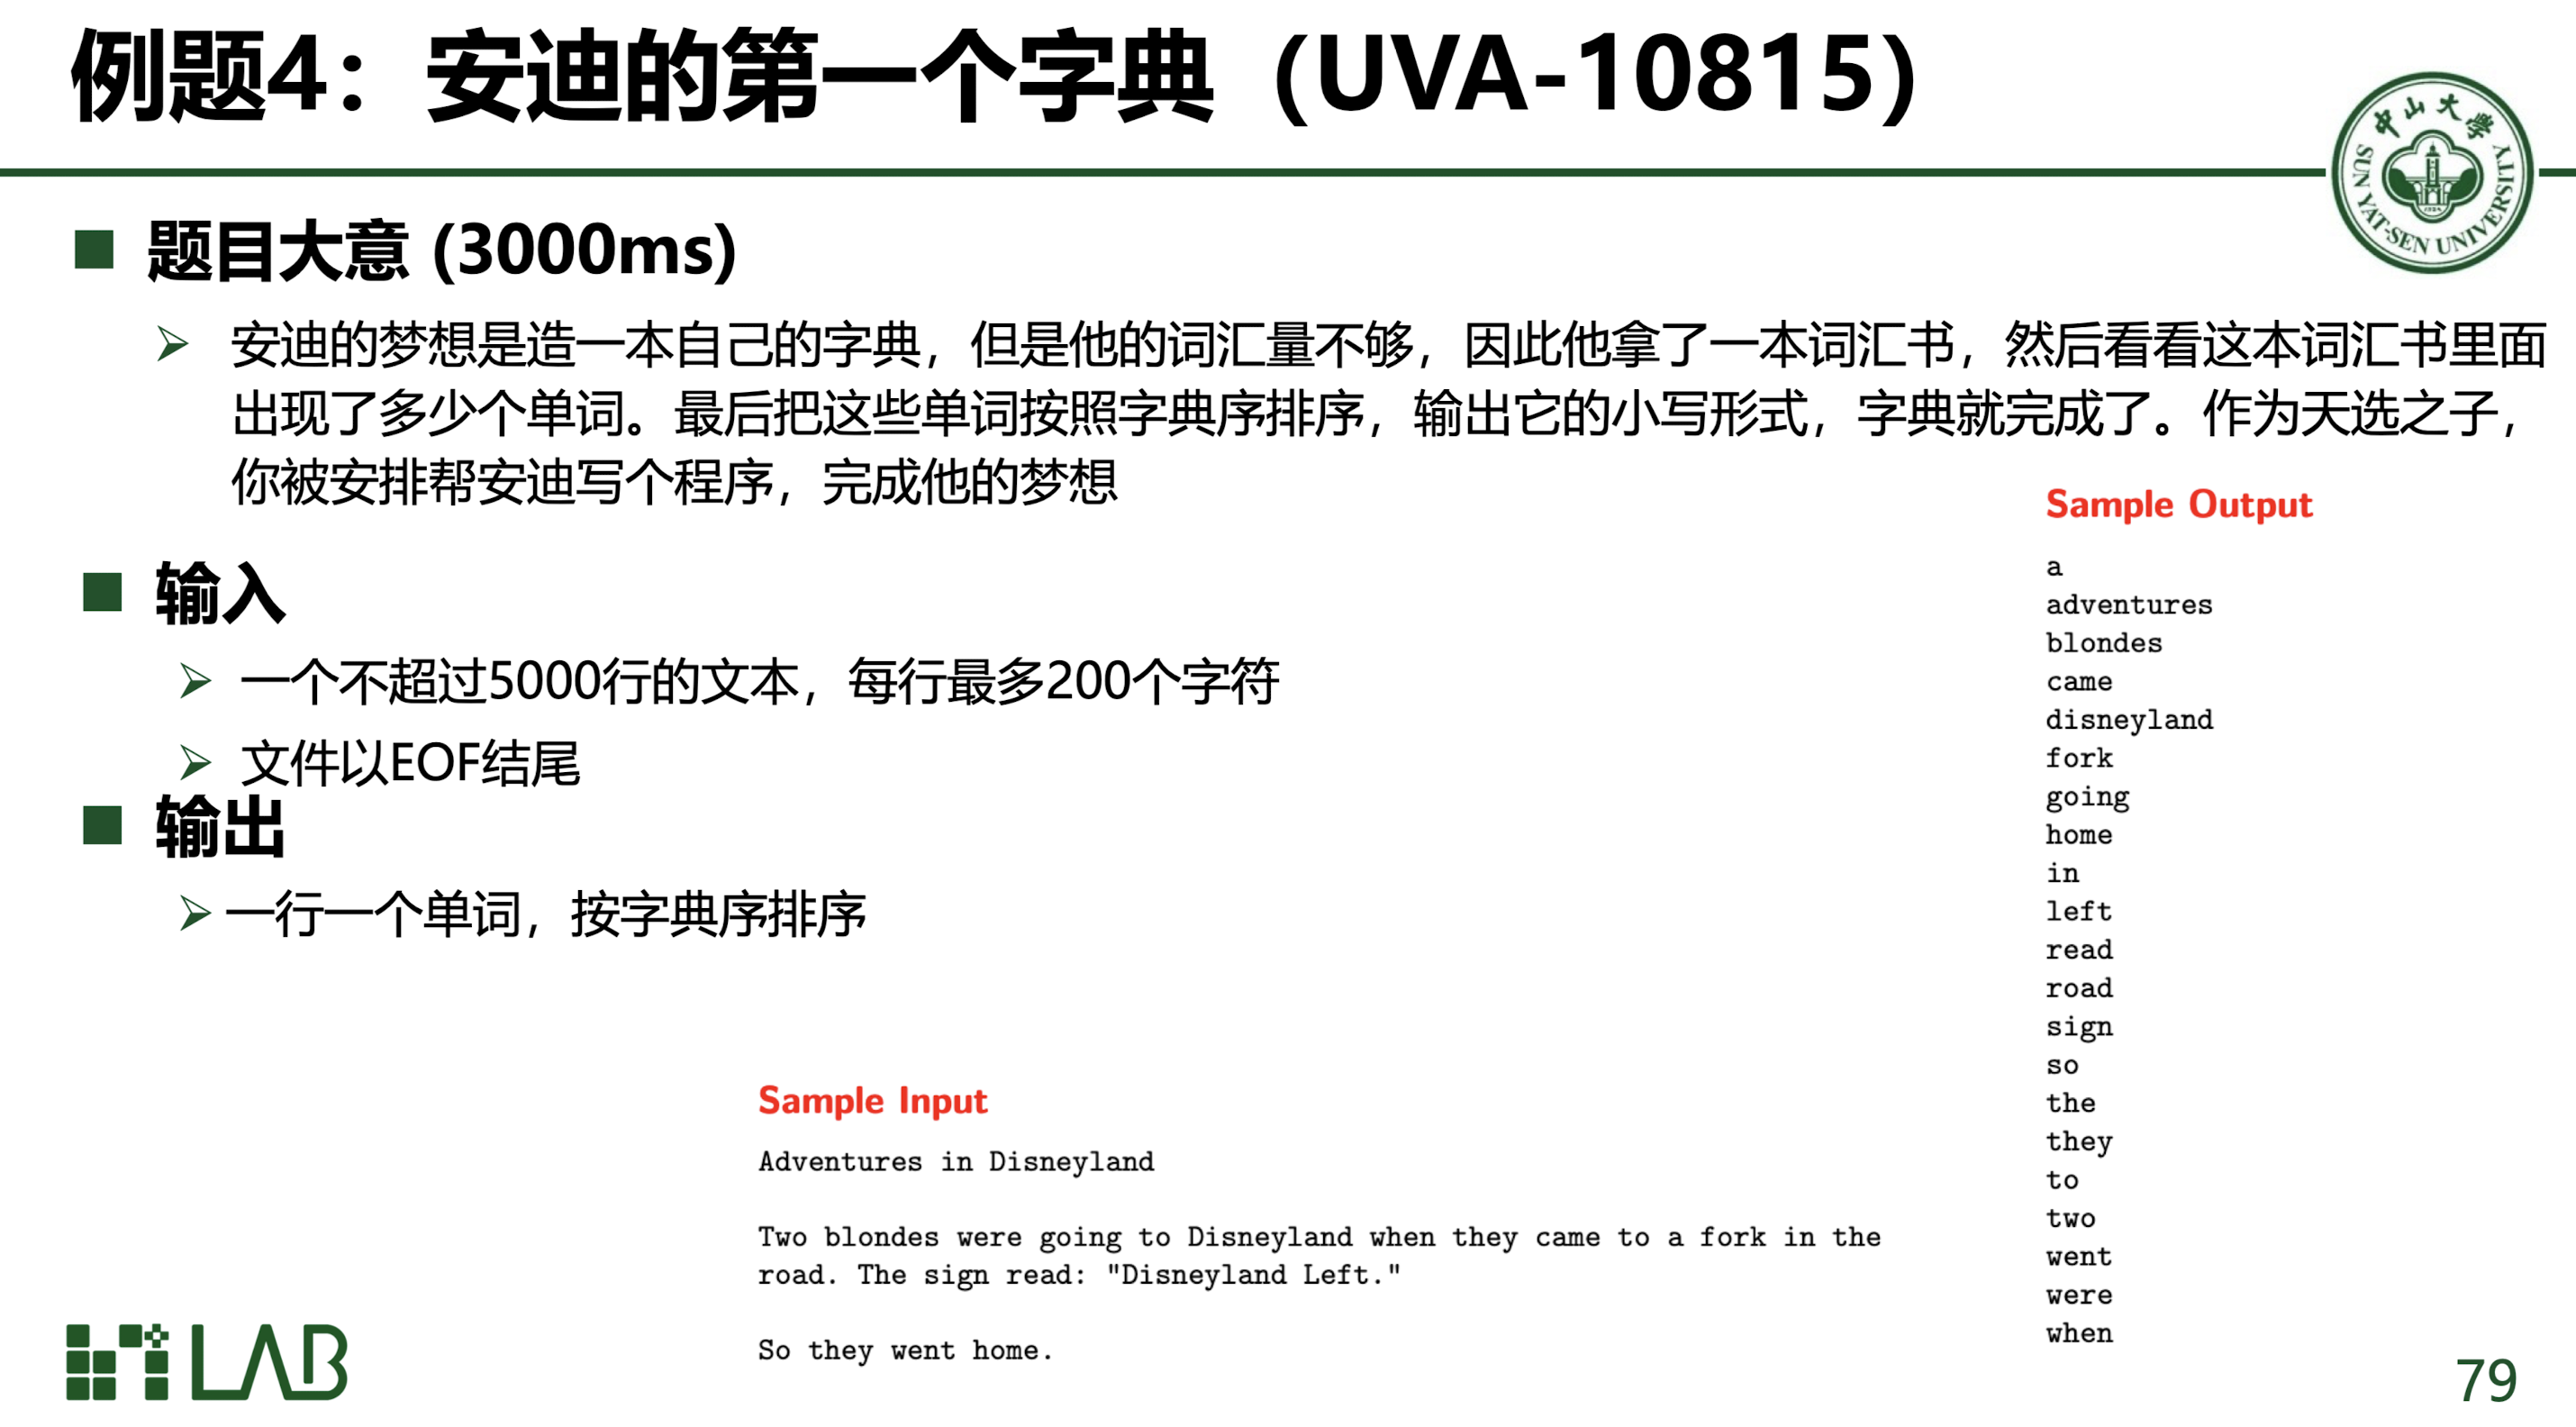 例题4：安迪的第一个字典（UVA-10815）
中山大学
SUN YAT-SEN UNIVERSITY
题目大意 (3000ms)
安迪的梦想是造一本自己的字典，但是他的词汇量不够，因此他拿了一本词汇书，然后看看这本词汇书里面
出现了多少个单词。最后把这些单词按照字典序排序，输出它的小写形式，字典就完成了。作为天选之子，
你被安排帮安迪写个程序，完成他的梦想
输入
一个不超过5000行的文本，每行最多200个字符
文件以EOF结尾
输出
一行一个单词，按字典序排序
Sample Input
Adventures in Disneyland
Two blondes were going to Disneyland when they came to a fork in the
road. The sign read: "Disneyland Left."
So they went home.
Sample Output
a
adventures
blondes
came
disneyland
fork
going
home
in
left
read
road
sign
so
the
they
to
two
went
were
when
LAB
79